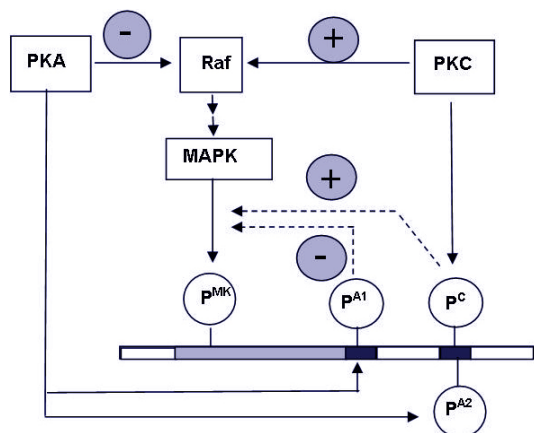 -
+
PKA
Raf
PKC
MAPK
+
-
P^MK
P^A1
P^C
P^A2